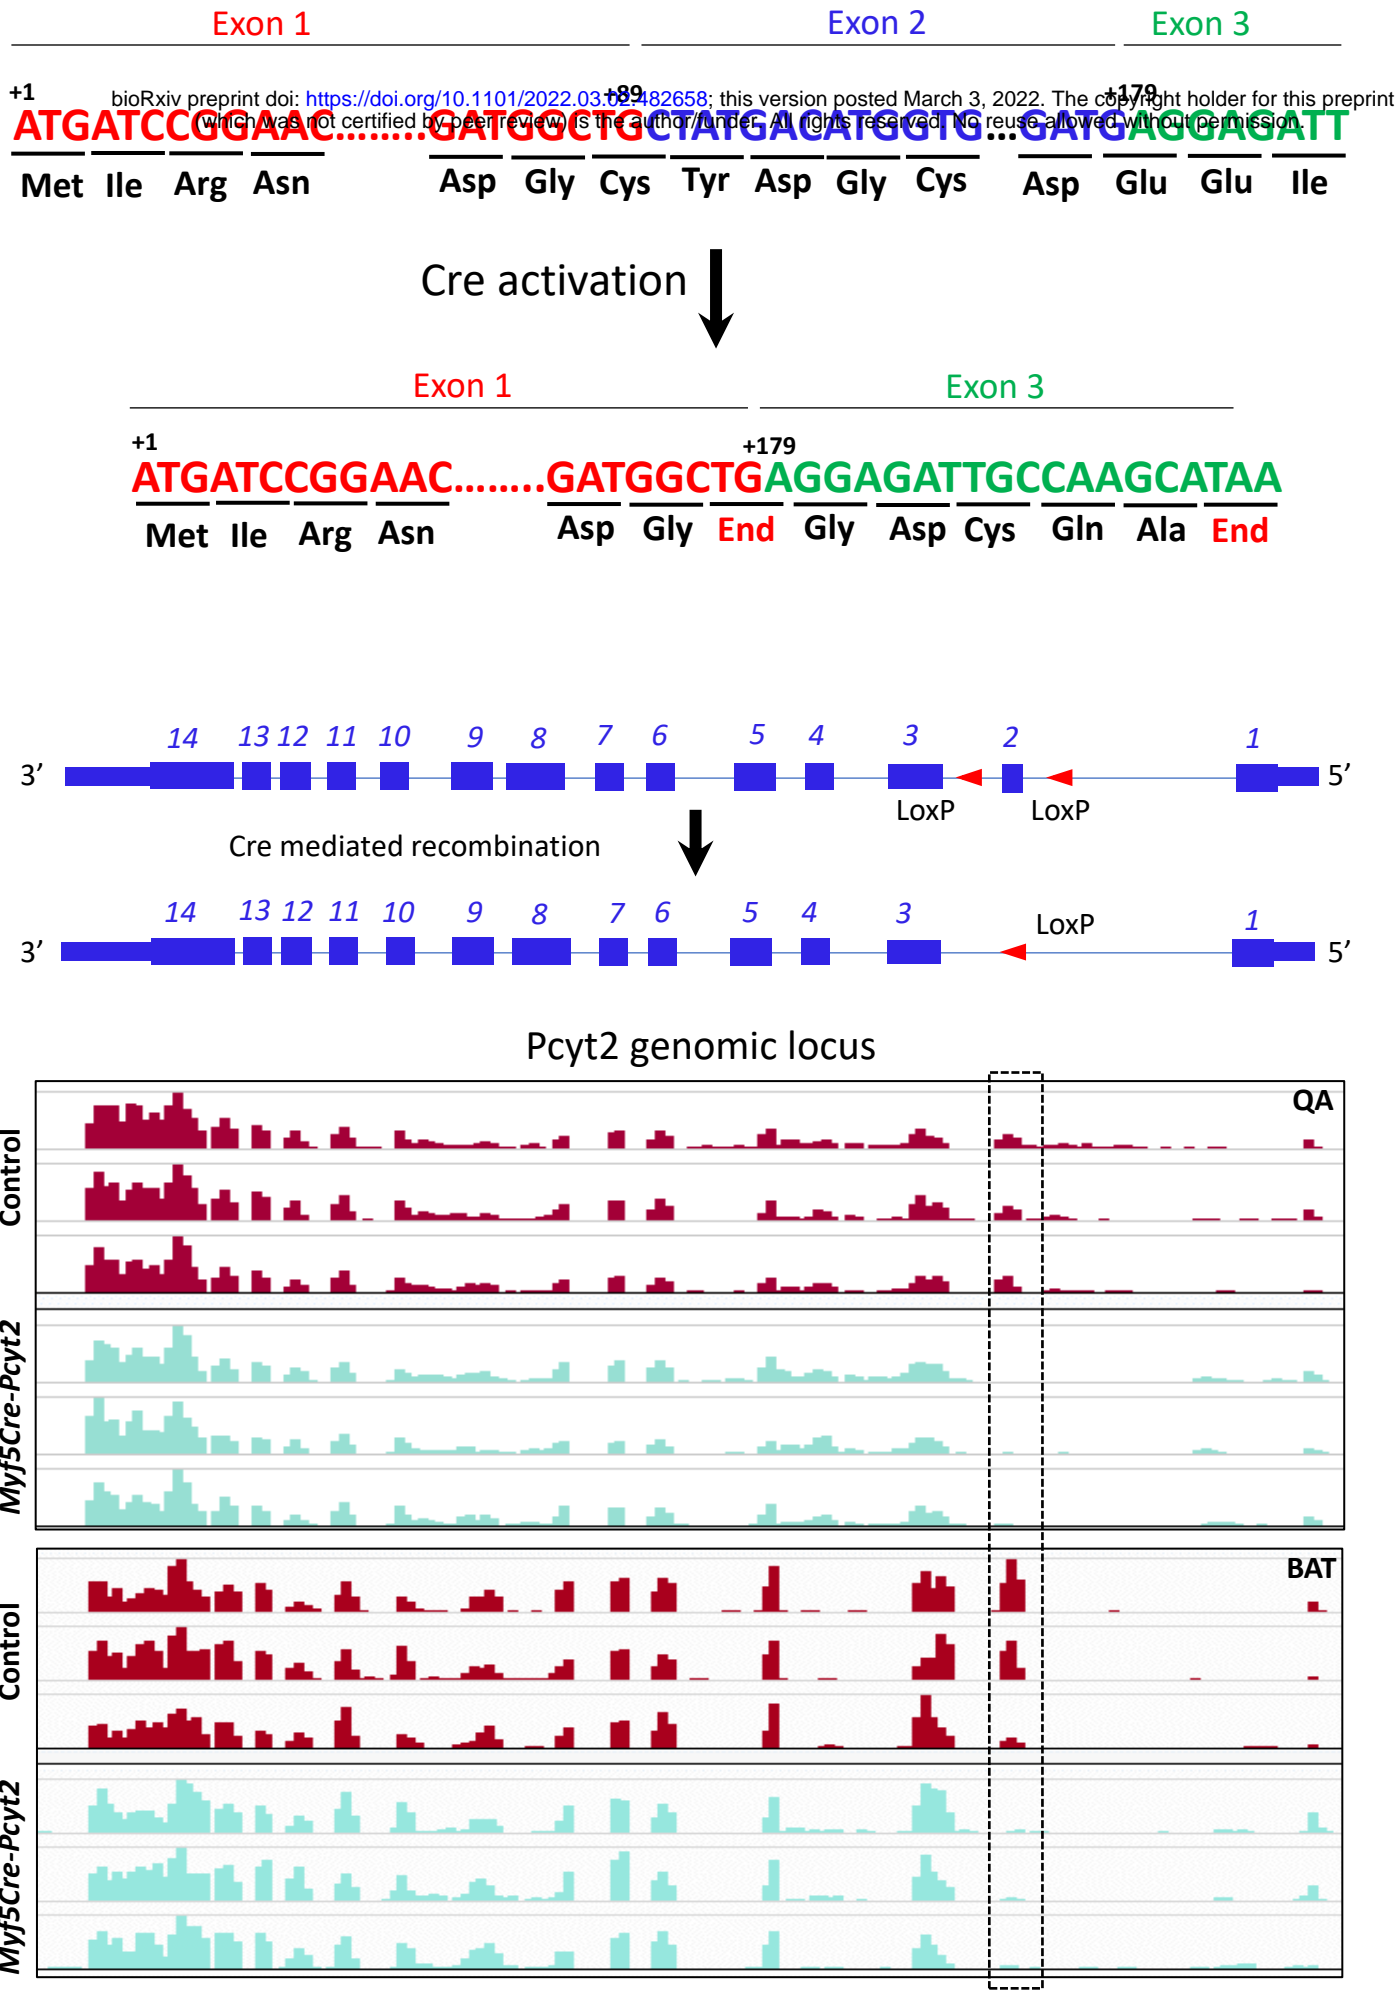 Exon 1 Exon 2 Exon 3
+1 +89 +179
bioRxiv preprint doi: https://doi.org/10.1101/2022.03.02.482658; this version posted March 3, 2022. The copyright holder for this preprint
(which was not certified by peer review) is the author/funder. All rights reserved. No reuse allowed without permission.
ATGATCCGGAAC.........GATGGCTGCTATGACATGGTG...GATGAGGAGATT
Met Ile Arg Asn Asp Gly Cys Tyr Asp Gly Cys Asp Glu Glu Ile
Cre activation
Exon 1 Exon 3
+1 +179
ATGATCCGGAAC........GATGGCTGAGGAGATTGCCAAGCATAA
Met Ile Arg Asn Asp Gly End Gly Asp Cys Gln Ala End
14 13 12 11 10 9 8 7 6 5 4 3 2 1
3’ 5’
LoxP LoxP
Cre mediated recombination
14 13 12 11 10 9 8 7 6 5 4 3 LoxP 1
3’ 5’
Pcyt2 genomic locus
QA
Control
Myf5Cre-Pcyt2
BAT
Control
Myf5Cre-Pcyt2